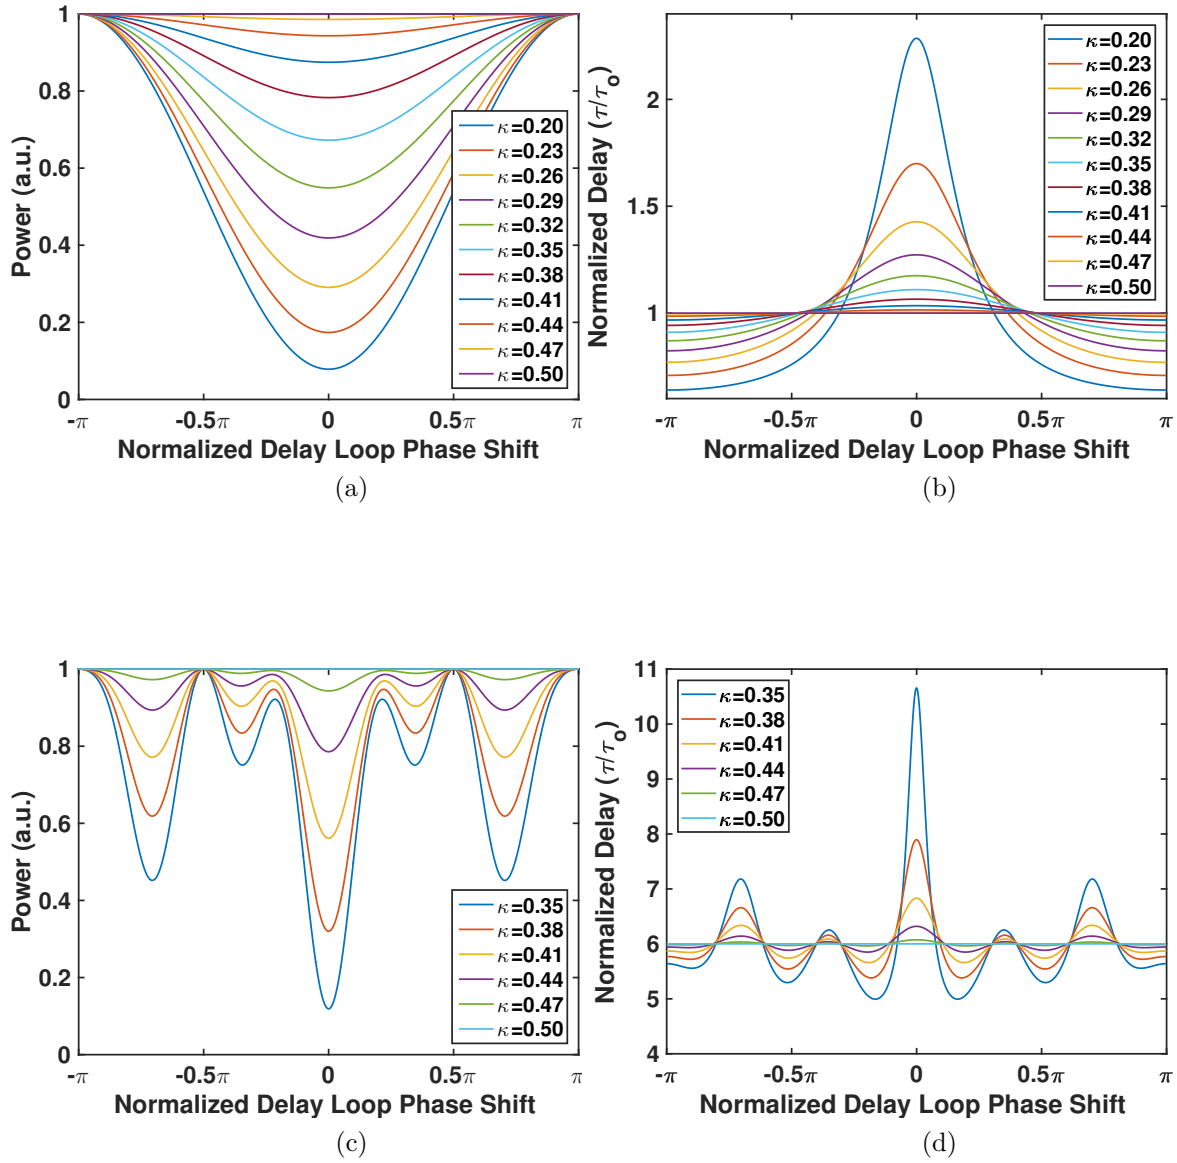 1
0.8
0.6
0.4
0.2
0
Power (a.u.)
-π
-0.5π
0
0.5π
π
Normalized Delay Loop Phase Shift
κ=0.20
κ=0.23
κ=0.26
κ=0.29
κ=0.32
κ=0.35
κ=0.38
κ=0.41
κ=0.44
κ=0.47
κ=0.50
(a)
2
1.5
1
Normalized Delay (τ/τo)
-π
-0.5π
0
0.5π
π
Normalized Delay Loop Phase Shift
κ=0.20
κ=0.23
κ=0.26
κ=0.29
κ=0.32
κ=0.35
κ=0.38
κ=0.41
κ=0.44
κ=0.47
κ=0.50
(b)
1
0.8
0.6
0.4
0.2
0
Power (a.u.)
-π
-0.5π
0
0.5π
π
Normalized Delay Loop Phase Shift
κ=0.35
κ=0.38
κ=0.41
κ=0.44
κ=0.47
κ=0.50
(c)
11
10
9
8
7
6
5
4
Normalized Delay (τ/τo)
-π
-0.5π
0
0.5π
π
Normalized Delay Loop Phase Shift
κ=0.35
κ=0.38
κ=0.41
κ=0.44
κ=0.47
κ=0.50
(d)